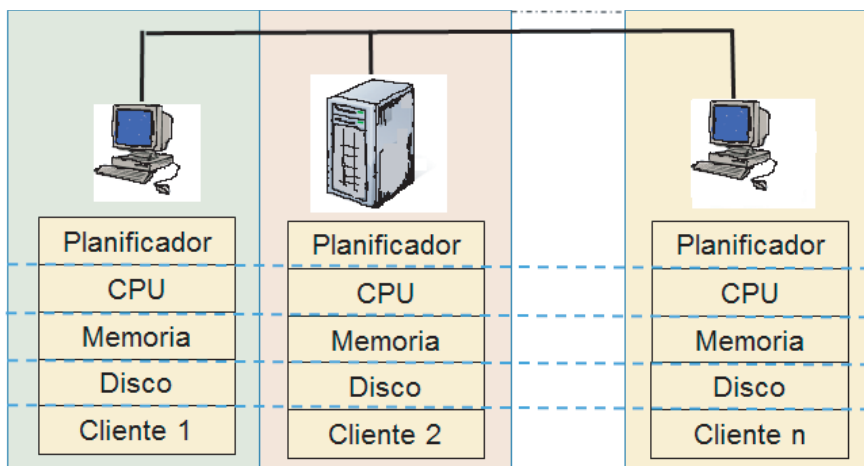 Planificador
CPU
Memoria
Disco
Cliente 1
Planificador
CPU
Memoria
Disco
Cliente 2
Planificador
CPU
Memoria
Disco
Cliente n